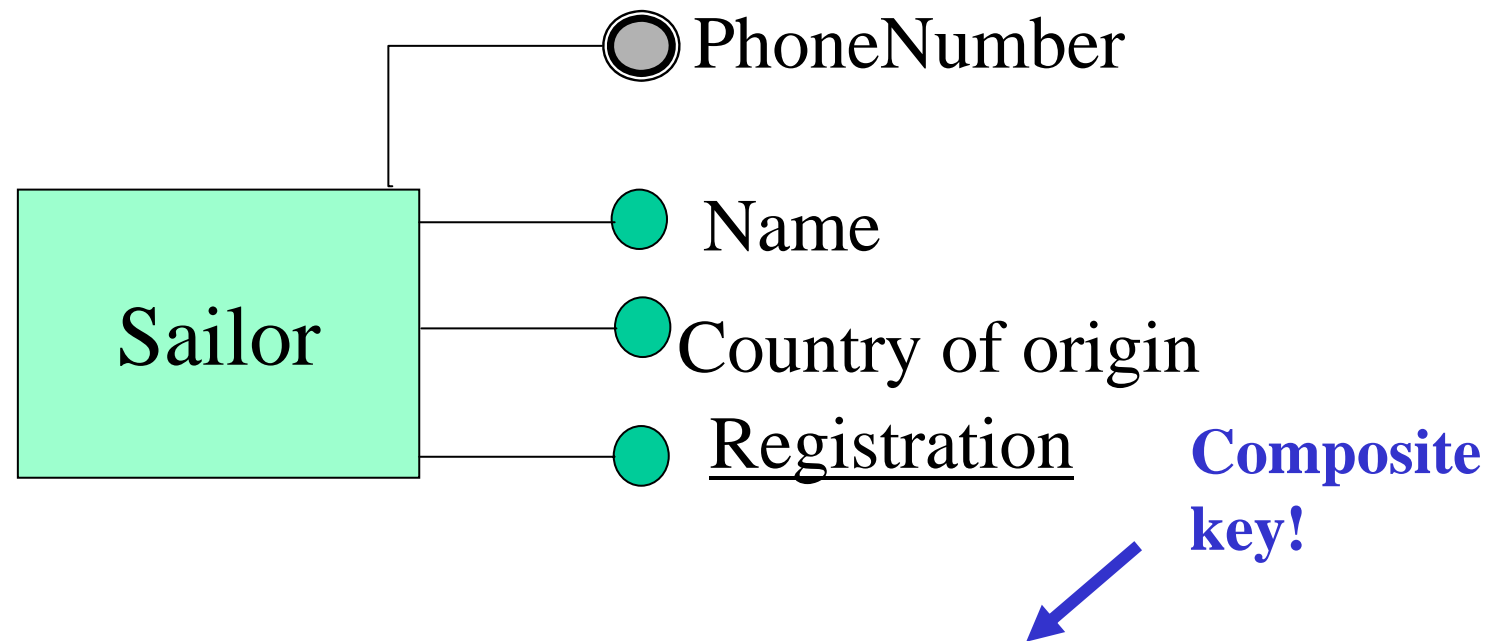 PhoneNumber
Name
Sailor
Country of origin
Registration
Composite
key!